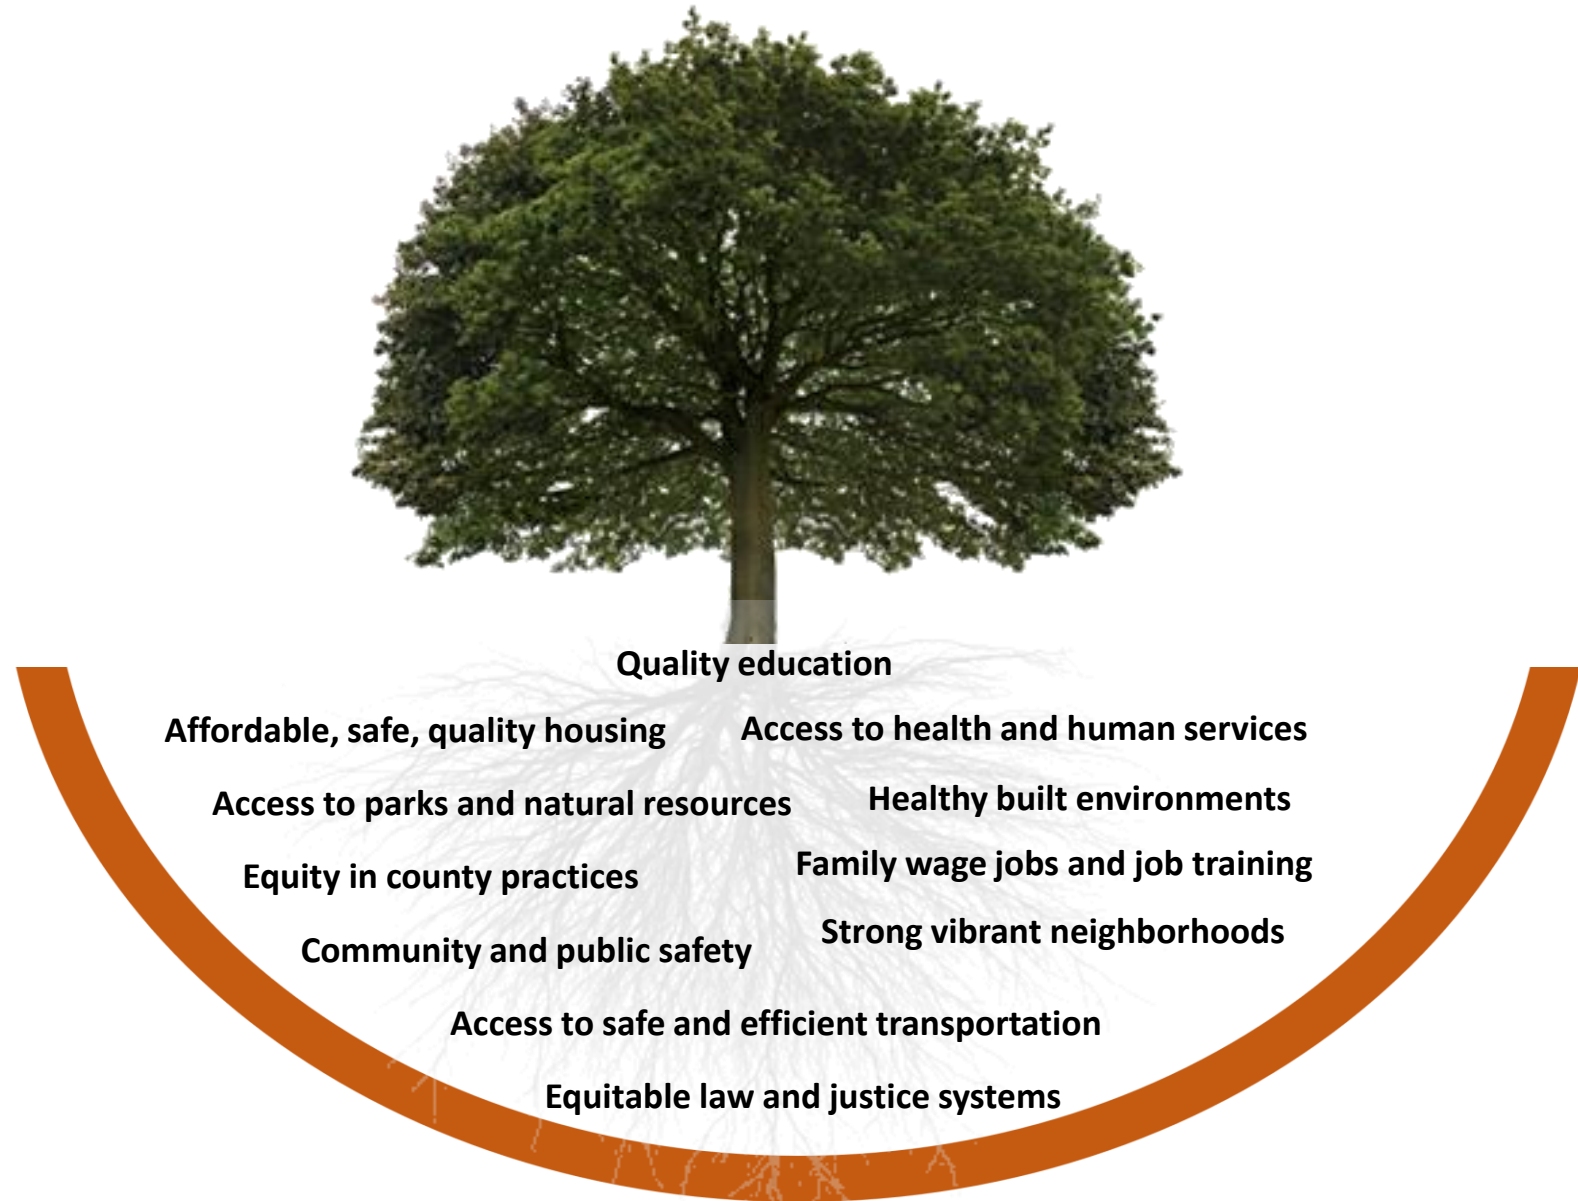 Quality education
Affordable, safe, quality housing
Access to health and human services
Access to parks and natural resources
Healthy built environments
Equity in county practices
Family wage jobs and job training
Community and public safety
Strong vibrant neighborhoods
Access to safe and efficient transportation
Equitable law and justice systems